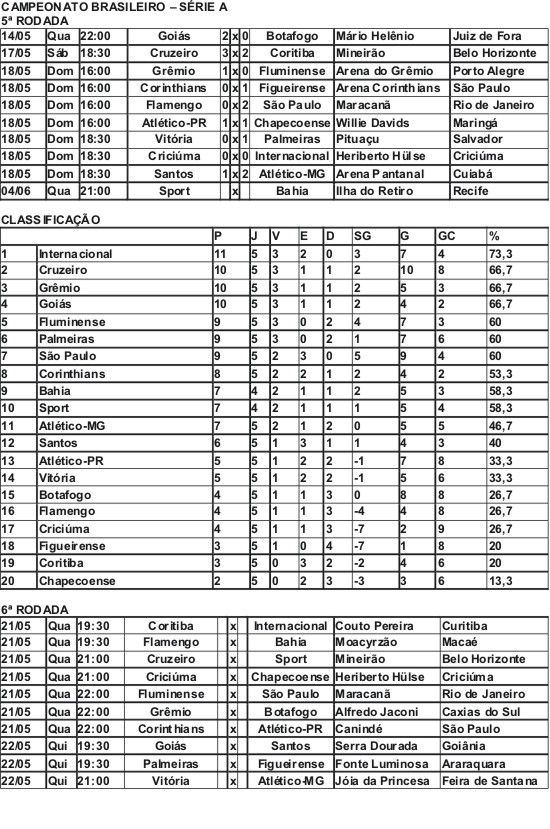 CAMPEONATO BRASILEIRO – SÉRIE A
5ª RODADA
14/05 Qua 22:00 Goiás 2 x 0 Botafogo Mário Helênio Juiz de Fora
17/05 Sáb 18:30 Cruzeiro 3 x 2 Coritiba Mineirão Belo Horizonte
18/05 Dom 16:00 Grêmio 1 x 0 Fluminense Arena do Grêmio Porto Alegre
18/05 Dom 16:00 Corinthians 0 x 1 Figueirense Arena Corinthians São Paulo
18/05 Dom 16:00 Flamengo 0 x 2 São Paulo Maracanã Rio de Janeiro
18/05 Dom 16:00 Atlético-PR 1 x 1 Chapecoense Willie Davids Maringá
18/05 Dom 18:30 Vitória 0 x 1 Palmeiras Pituaçu Salvador
18/05 Dom 18:30 Criciúma 0 x 0 Internacional Heriberto Hülse Criciúma
18/05 Dom 18:30 Santos 1 x 2 Atlético-MG Arena Pantanal Cuiabá
04/06 Qua 21:00 Sport x Bahia Ilha do Retiro Recife
CLASSIFICAÇÃO
P J V E D SG G GC %
1 Internacional 11 5 3 2 0 3 7 4 73,3
2 Cruzeiro 10 5 3 1 1 2 10 8 66,7
3 Grêmio 10 5 3 1 1 2 5 3 66,7
4 Goiás 10 5 3 1 1 2 4 2 66,7
5 Fluminense 9 5 3 0 2 4 7 3 60
6 Palmeiras 9 5 3 0 2 1 7 6 60
7 São Paulo 9 5 2 3 0 5 9 4 60
8 Corinthians 8 5 2 2 1 2 4 2 53,3
9 Bahia 7 4 2 1 1 2 5 3 58,3
10 Sport 7 4 2 1 1 1 5 4 58,3
11 Atlético-MG 7 5 2 1 2 0 5 5 46,7
12 Santos 6 5 1 3 1 1 4 3 40
13 Atlético-PR 5 5 1 2 2 -1 7 8 33,3
14 Vitória 5 5 1 2 2 -1 5 6 33,3
15 Botafogo 4 5 1 1 3 0 8 8 26,7
16 Flamengo 4 5 1 1 3 -4 4 8 26,7
17 Criciúma 4 5 1 1 3 -7 2 9 26,7
18 Figueirense 3 5 1 0 4 -7 1 8 20
19 Coritiba 3 5 0 3 2 -2 4 6 20
20 Chapecoense 2 5 0 2 3 -3 3 6 13,3
6ª RODADA
21/05 Qua 19:30 Coritiba x Internacional Couto Pereira Curitiba
21/05 Qua 19:30 Flamengo x Bahia Moacyrzão Macaé
21/05 Qua 21:00 Cruzeiro x Sport Mineirão Belo Horizonte
21/05 Qua 21:00 Criciúma x Chapecoense Heriberto Hülse Criciúma
21/05 Qua 22:00 Fluminense x São Paulo Maracanã Rio de Janeiro
21/05 Qua 22:00 Grêmio x Botafogo Alfredo Jaconi Caxias do Sul
21/05 Qua 22:00 Corinthians x Atlético-PR Canindé São Paulo
22/05 Qui 19:30 Goiás x Santos Serra Dourada Goiânia
22/05 Qui 19:30 Palmeiras x Figueirense Fonte Luminosa Araraquara
22/05 Qui 21:00 Vitória x Atlético-MG Jóia da Princesa Feira de Santana